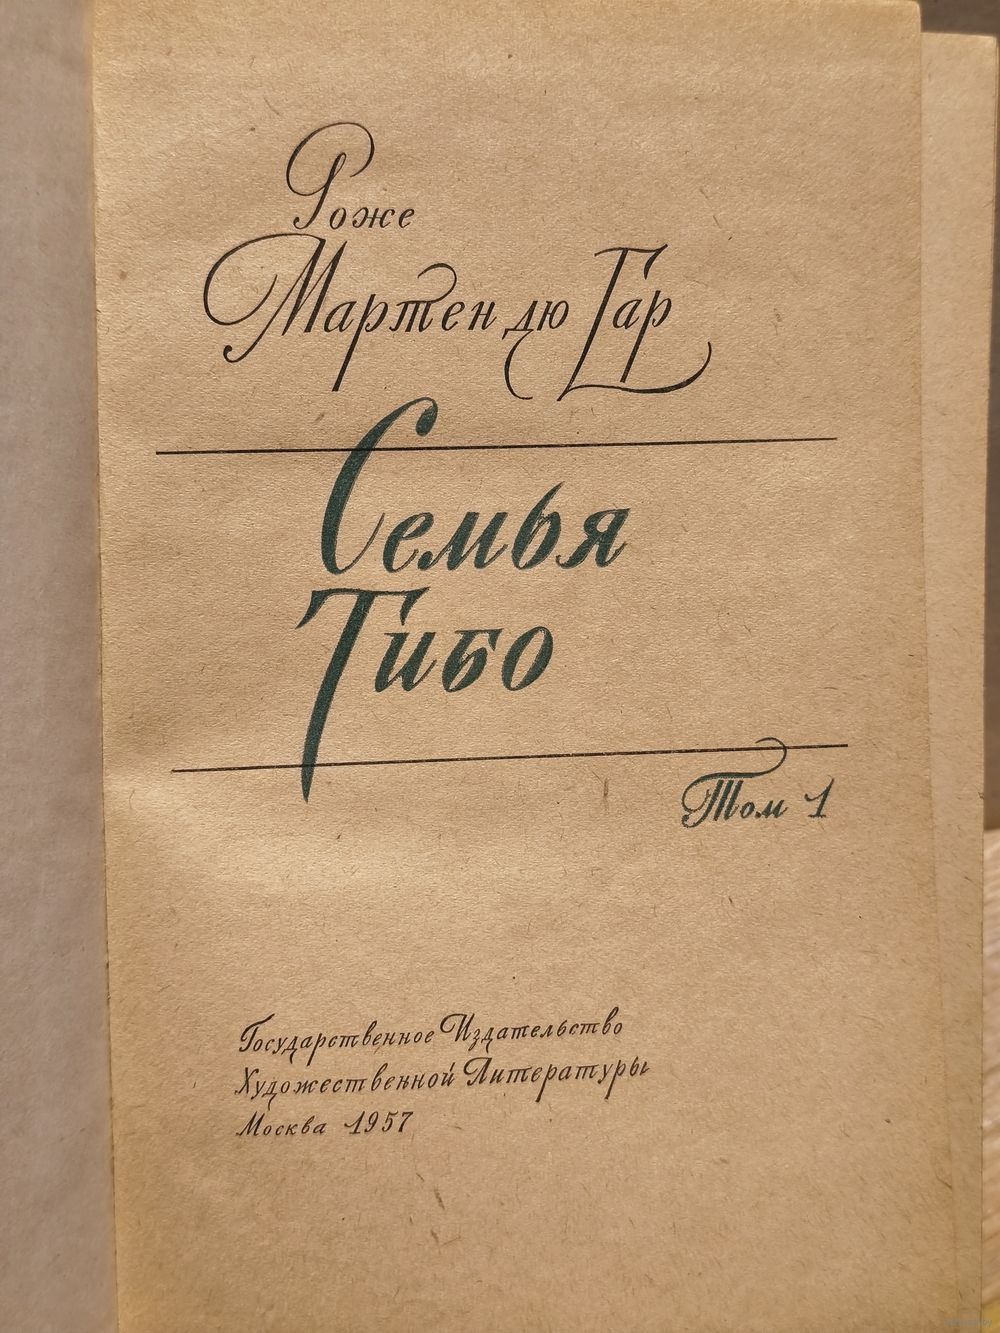 Роже
Мартен дю Гар
Семья
Тибо
Том 1
Государственное Издательство
Художественной Литературы
Москва 1957